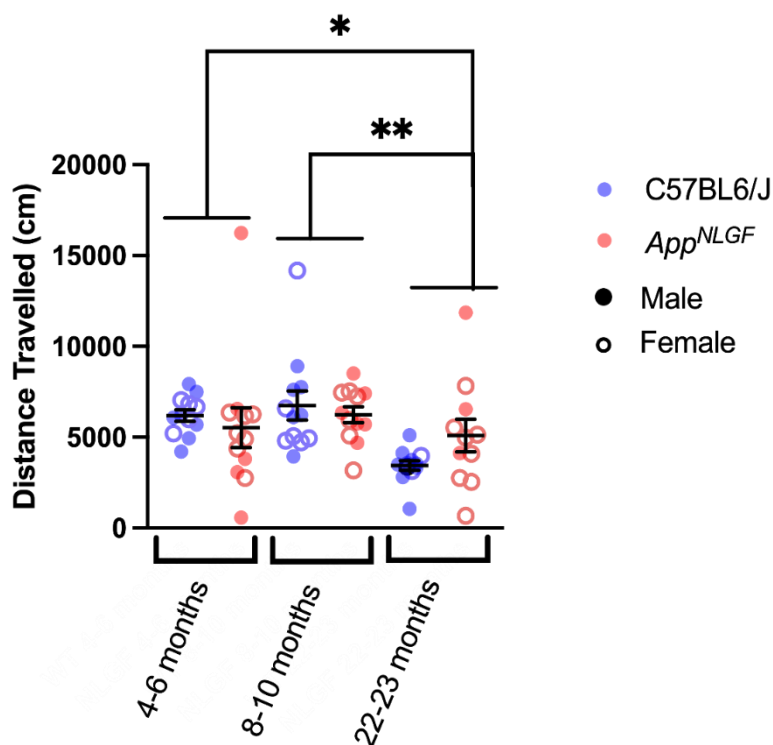 *
**
20000
15000
10000
5000
0
Distance Travelled (cm)
C57BL6/J
App^NLGF
Male
Female
4-6 months
8-10 months
22-23 months